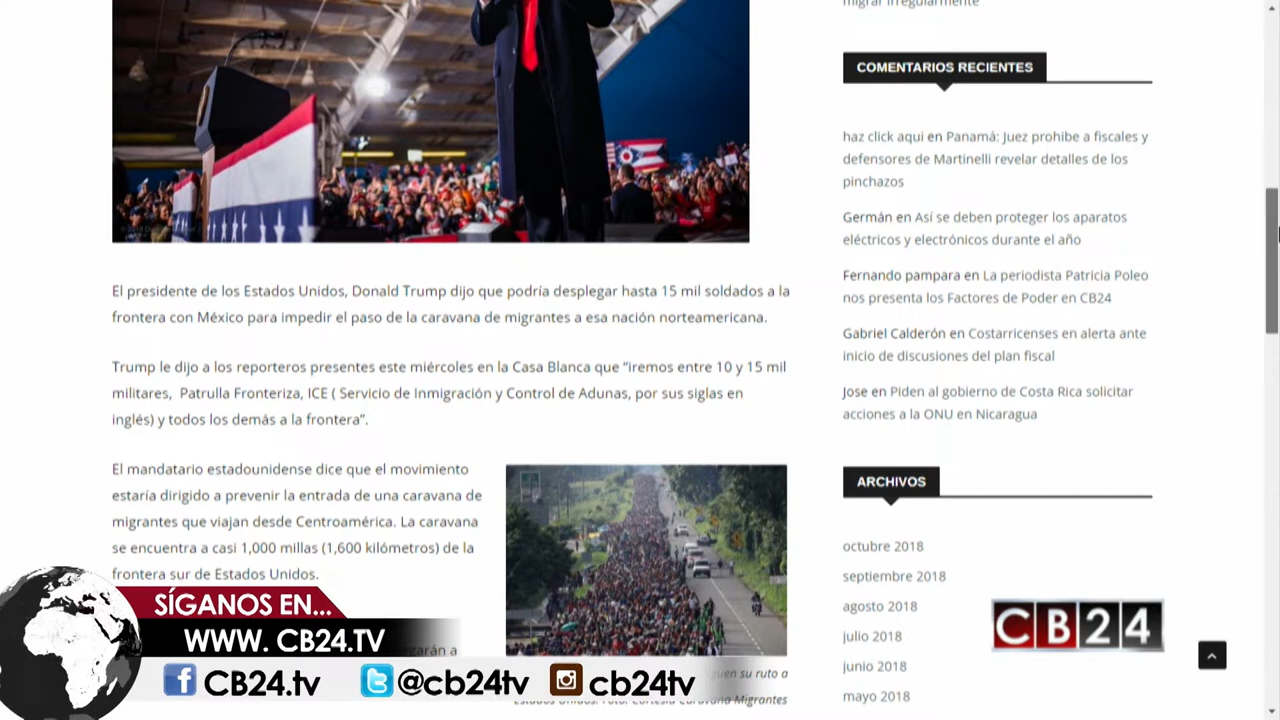 migrar irregularmente
COMENTARIOS RECIENTES
haz click aqui en Panamá: Juez prohibe a fiscales y
defensores de Martinelli revelar detalles de los
pinchazos
Germán en Así se deben proteger los aparatos
eléctricos y electrónicos durante el año
Fernando pampara en La periodista Patricia Poleo
nos presenta los Factores de Poder en CB24
Gabriel Calderón en Costarricenses en alerta ante
inicio de discusiones del plan fiscal
Jose en Piden al gobierno de Costa Rica solicitar
acciones a la ONU en Nicaragua
ARCHIVOS
octubre 2018
septiembre 2018
agosto 2018
julio 2018
junio 2018
mayo 2018
El presidente de los Estados Unidos, Donald Trump dijo que podría desplegar hasta 15 mil soldados a la
frontera con México para impedir el paso de la caravana de migrantes a esa nación norteamericana.
Trump le dijo a los reporteros presentes este miércoles en la Casa Blanca que “iremos entre 10 y 15 mil
militares, Patrulla Fronteriza, ICE ( Servicio de Inmigración y Control de Adunas, por sus siglas en
inglés) y todos los demás a la frontera”.
El mandatario estadounidense dice que el movimiento
estaría dirigido a prevenir la entrada de una caravana de
migrantes que viajan desde Centroamérica. La caravana
se encuentra a casi 1,000 millas (1,600 kilómetros) de la
frontera sur de Estados Unidos.
su ruto a
Estados Unidos. Foto: Cortesía Caravana Migrantes
SÍGANOS EN...
WWW. CB24.TV
CB24.tv @cb24tv cb24tv
CB24